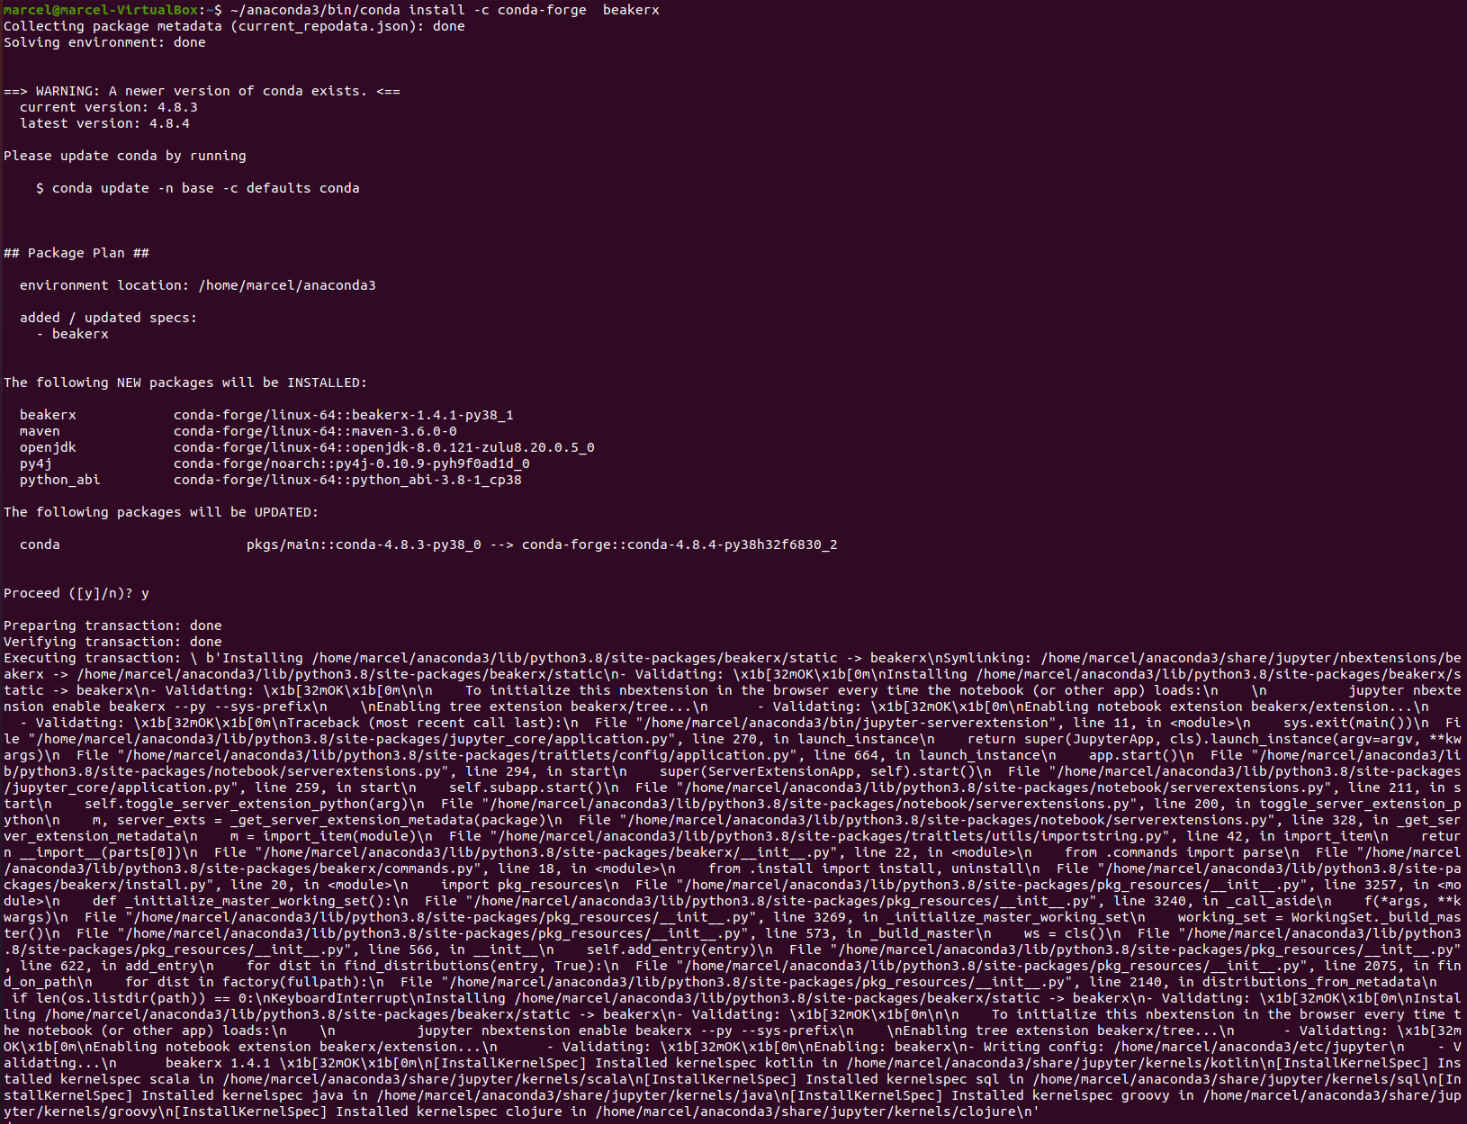 marcel@marcel-VirtualBox:~$ ~/anaconda3/bin/conda install -c conda-forge  beakerx
Collecting package metadata (current_repodata.json): done
Solving environment: done
==> WARNING: A newer version of conda exists. <==
  current version: 4.8.3
  latest version: 4.8.4
Please update conda by running
    $ conda update -n base -c defaults conda
## Package Plan ##
  environment location: /home/marcel/anaconda3
  added / updated specs:
    - beakerx
The following NEW packages will be INSTALLED:
  beakerx            conda-forge/linux-64::beakerx-1.4.1-py38_1
  maven              conda-forge/linux-64::maven-3.6.0-0
  openjdk            conda-forge/linux-64::openjdk-8.0.121-zulu8.20.0.5_0
  py4j               conda-forge/noarch::py4j-0.10.9-pyh9f0ad1d_0
  python_abi         conda-forge/linux-64::python_abi-3.8-1_cp38
The following packages will be UPDATED:
  conda                       pkgs/main::conda-4.8.3-py38_0 --> conda-forge::conda-4.8.4-py38h32f6830_2
Proceed ([y]/n)? y
Preparing transaction: done
Verifying transaction: done
Executing transaction: \ b'Installing /home/marcel/anaconda3/lib/python3.8/site-packages/beakerx/static -> beakerx\nSymlinking: /home/marcel/anaconda3/share/jupyter/nbextensions/be
akerx -> /home/marcel/anaconda3/lib/python3.8/site-packages/beakerx/static\n- Validating: \x1b[32mOK\x1b[0m\nInstalling /home/marcel/anaconda3/lib/python3.8/site-packages/beakerx/s
tatic -> beakerx\n- Validating: \x1b[32mOK\x1b[0m\n\n    To initialize this nbextension in the browser every time the notebook (or other app) loads:\n    \n          jupyter nbexte
nsion enable beakerx --py --sys-prefix\n    \nEnabling tree extension beakerx/tree...\n      - Validating: \x1b[32mOK\x1b[0m\nEnabling notebook extension beakerx/extension...\n    
  - Validating: \x1b[32mOK\x1b[0m\nTraceback (most recent call last):\n  File "/home/marcel/anaconda3/bin/jupyter-serverextension", line 11, in <module>\n    sys.exit(main())\n  Fi
le "/home/marcel/anaconda3/lib/python3.8/site-packages/jupyter_core/application.py", line 270, in launch_instance\n    return super(JupyterApp, cls).launch_instance(argv=argv, **kw
args)\n  File "/home/marcel/anaconda3/lib/python3.8/site-packages/traitlets/config/application.py", line 664, in launch_instance\n    app.start()\n  File "/home/marcel/anaconda3/li
b/python3.8/site-packages/notebook/serverextensions.py", line 294, in start\n    super(ServerExtensionApp, self).start()\n  File "/home/marcel/anaconda3/lib/python3.8/site-packages
/jupyter_core/application.py", line 259, in start\n    self.subapp.start()\n  File "/home/marcel/anaconda3/lib/python3.8/site-packages/notebook/serverextensions.py", line 211, in s
tart\n    self.toggle_server_extension_python(arg)\n  File "/home/marcel/anaconda3/lib/python3.8/site-packages/notebook/serverextensions.py", line 200, in toggle_server_extension_p
ython\n    m, server_exts = _get_server_extension_metadata(package)\n  File "/home/marcel/anaconda3/lib/python3.8/site-packages/notebook/serverextensions.py", line 328, in _get_ser
ver_extension_metadata\n    m = import_item(module)\n  File "/home/marcel/anaconda3/lib/python3.8/site-packages/traitlets/utils/importstring.py", line 42, in import_item\n    retur
n __import__(parts[0])\n  File "/home/marcel/anaconda3/lib/python3.8/site-packages/beakerx/__init__.py", line 22, in <module>\n    from .commands import parse\n  File "/home/marcel
/anaconda3/lib/python3.8/site-packages/beakerx/commands.py", line 18, in <module>\n    from .install import install, uninstall\n  File "/home/marcel/anaconda3/lib/python3.8/site-pa
ckages/beakerx/install.py", line 20, in <module>\n    import pkg_resources\n  File "/home/marcel/anaconda3/lib/python3.8/site-packages/pkg_resources/__init__.py", line 3257, in <mo
dule>\n    def _initialize_master_working_set():\n  File "/home/marcel/anaconda3/lib/python3.8/site-packages/pkg_resources/__init__.py", line 3240, in _call_aside\n    f(*args, **k
wargs)\n  File "/home/marcel/anaconda3/lib/python3.8/site-packages/pkg_resources/__init__.py", line 3269, in _initialize_master_working_set\n    working_set = WorkingSet._build_mas
ter()\n  File "/home/marcel/anaconda3/lib/python3.8/site-packages/pkg_resources/__init__.py", line 573, in _build_master\n    ws = cls()\n  File "/home/marcel/anaconda3/lib/python3
.8/site-packages/pkg_resources/__init__.py", line 566, in __init__\n    self.add_entry(entry)\n  File "/home/marcel/anaconda3/lib/python3.8/site-packages/pkg_resources/__init__.py"
, line 622, in add_entry\n    for dist in find_distributions(entry, True):\n  File "/home/marcel/anaconda3/lib/python3.8/site-packages/pkg_resources/__init__.py", line 2075, in fin
d_on_path\n    for dist in factory(fullpath):\n  File "/home/marcel/anaconda3/lib/python3.8/site-packages/pkg_resources/__init__.py", line 2140, in distributions_from_metadata\n   
 if len(os.listdir(path)) == 0:\nKeyboardInterrupt\nInstalling /home/marcel/anaconda3/lib/python3.8/site-packages/beakerx/static -> beakerx\n- Validating: \x1b[32mOK\x1b[0m\nInstal
ling /home/marcel/anaconda3/lib/python3.8/site-packages/beakerx/static -> beakerx\n- Validating: \x1b[32mOK\x1b[0m\n\n    To initialize this nbextension in the browser every time t
he notebook (or other app) loads:\n    \n          jupyter nbextension enable beakerx --py --sys-prefix\n    \nEnabling tree extension beakerx/tree...\n      - Validating: \x1b[32m
OK\x1b[0m\nEnabling notebook extension beakerx/extension...\n      - Validating: \x1b[32mOK\x1b[0m\nEnabling: beakerx\n- Writing config: /home/marcel/anaconda3/etc/jupyter\n    - V
alidating...\n      beakerx 1.4.1 \x1b[32mOK\x1b[0m\n[InstallKernelSpec] Installed kernelspec kotlin in /home/marcel/anaconda3/share/jupyter/kernels/kotlin\n[InstallKernelSpec] Ins
talled kernelspec scala in /home/marcel/anaconda3/share/jupyter/kernels/scala\n[InstallKernelSpec] Installed kernelspec sql in /home/marcel/anaconda3/share/jupyter/kernels/sql\n[In
stallKernelSpec] Installed kernelspec java in /home/marcel/anaconda3/share/jupyter/kernels/java\n[InstallKernelSpec] Installed kernelspec groovy in /home/marcel/anaconda3/share/jup
yter/kernels/groovy\n[InstallKernelSpec] Installed kernelspec clojure in /home/marcel/anaconda3/share/jupyter/kernels/clojure\n'